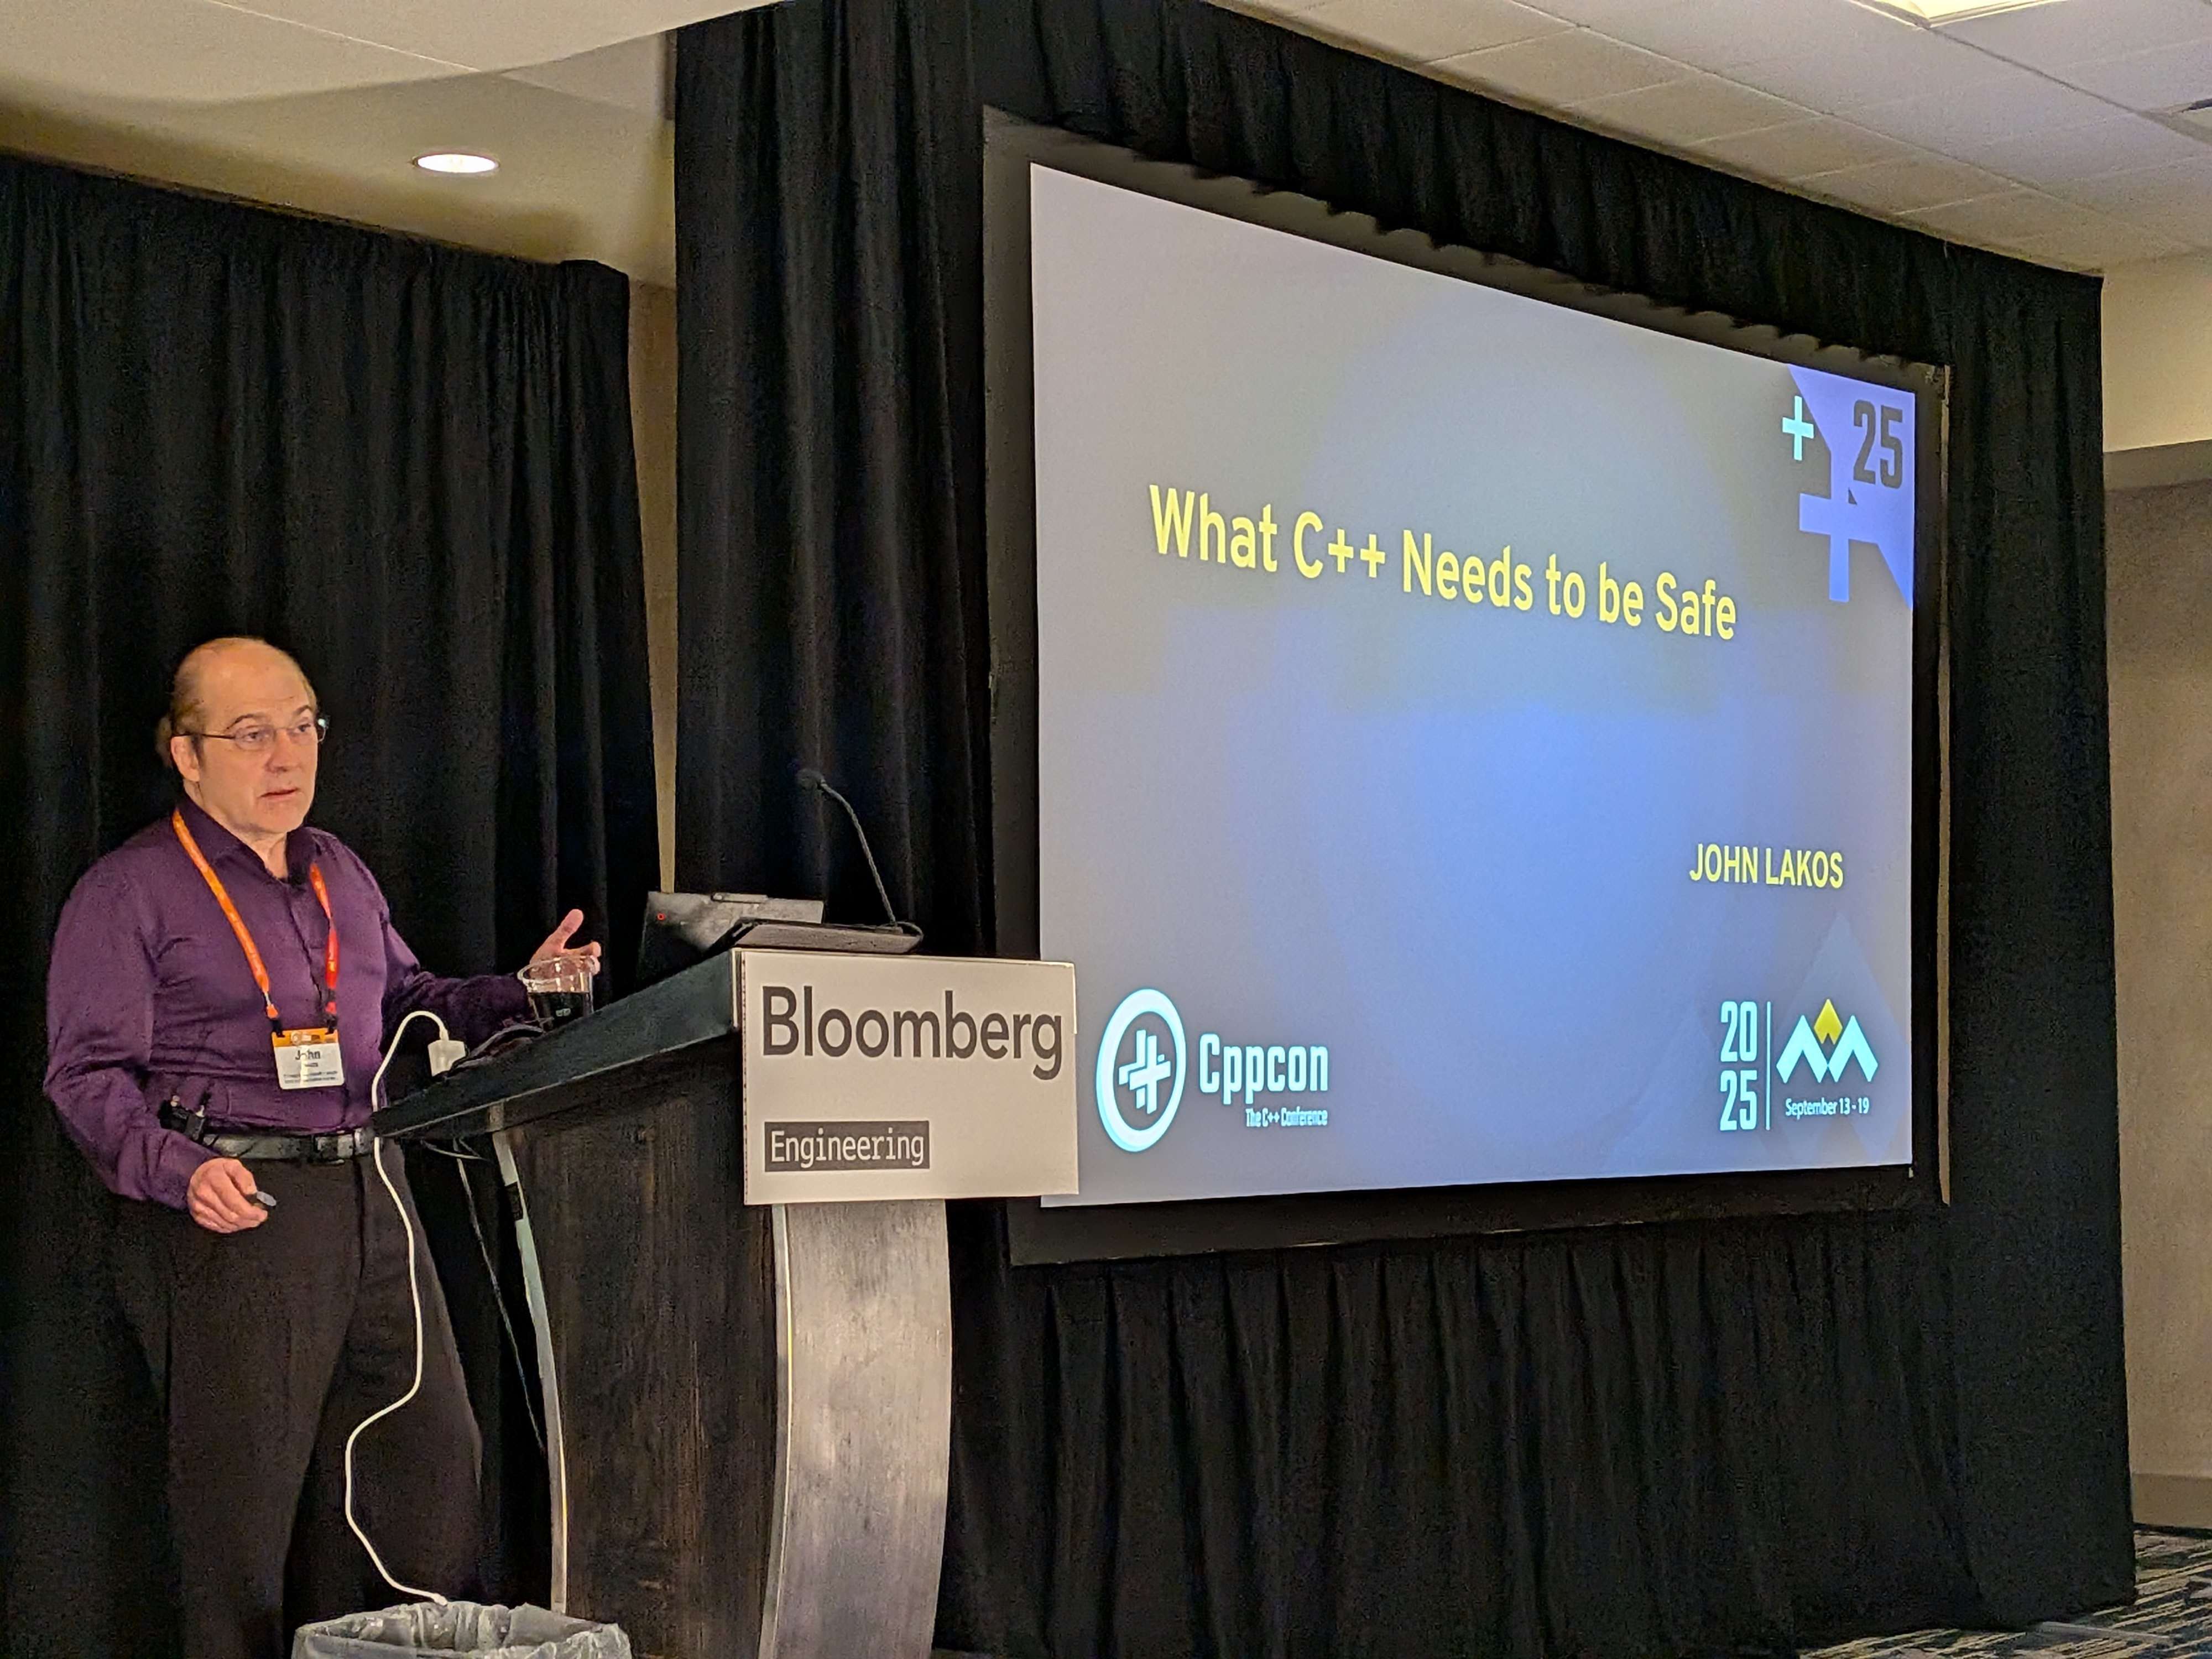 + 25
What C++ Needs to be Safe
JOHN LAKOS
Cppcon
The C++ Conference
20
25
September 13 - 19
Bloomberg
Engineering
John